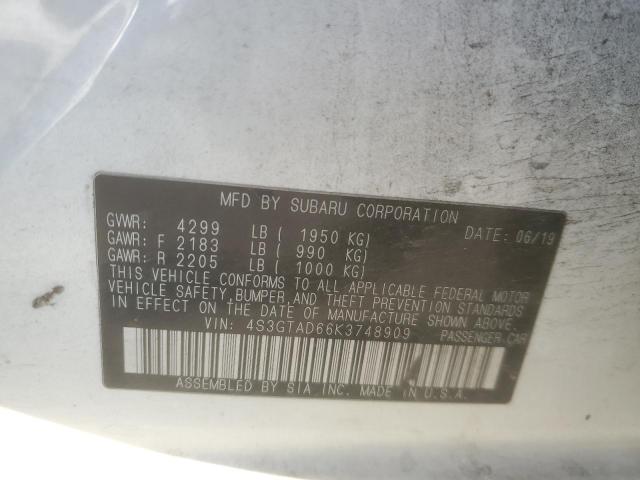 MFD BY SUBARU CORPORATION
GVWR: 4299 LB ( 1950 KG) DATE: 06/19
GAWR: F 2183 LB ( 990 KG)
GAWR: R 2205 LB ( 1000 KG)
THIS VEHICLE CONFORMS TO ALL APPLICABLE FEDERAL MOTOR
VEHICLE SAFETY, BUMPER, AND THEFT PREVENTION STANDARDS
IN EFFECT ON THE DATE OF MANUFACTURE SHOWN ABOVE.
VIN: 4S3GTAD66K3748909 PASSENGER CAR
ASSEMBLED BY SIA INC. MADE IN U.S.A.